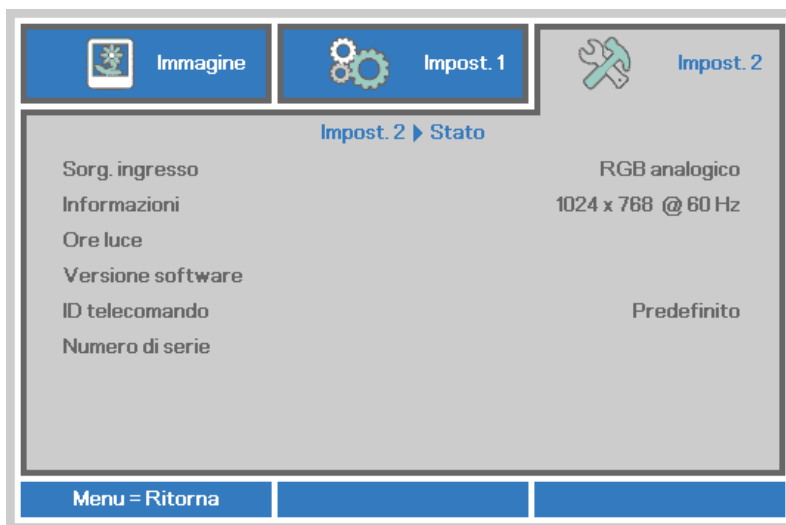 Immagine Impost. 1 Impost. 2
Impost. 2 Stato
Sorg. ingresso RGB analogico
Informazioni 1024 x 768 @ 60 Hz
Ore luce
Versione software
ID telecomando Predefinito
Numero di serie
Menu = Ritorna